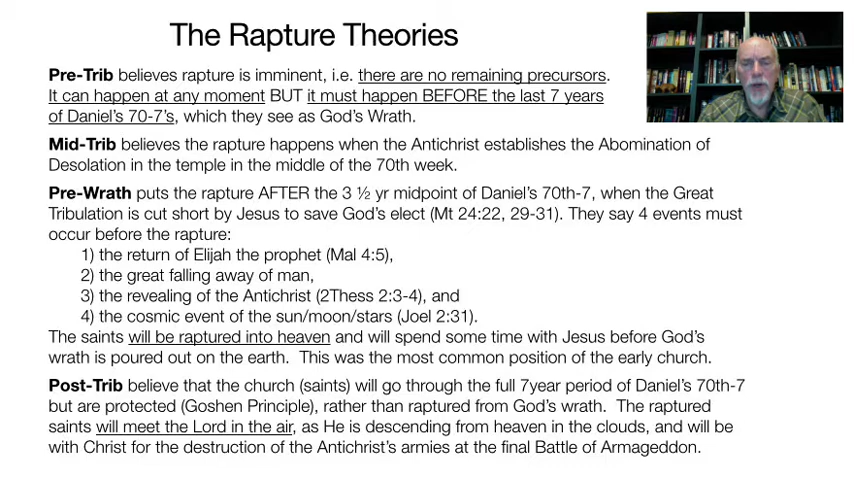 The Rapture Theories
Pre-Trib believes rapture is imminent, i.e. there are no remaining precursors.
It can happen at any moment BUT it must happen BEFORE the last 7 years
of Daniel's 70-7's, which they see as God's Wrath.
Mid-Trib believes the rapture happens when the Antichrist establishes the Abomination of
Desolation in the temple in the middle of the 70th week.
Pre-Wrath puts the rapture AFTER the 3 ½ yr midpoint of Daniel's 70th-7, when the Great
Tribulation is cut short by Jesus to save God's elect (Mt 24:22, 29-31). They say 4 events must
occur before the rapture:
1) the return of Elijah the prophet (Mal 4:5),
2) the great falling away of man,
3) the revealing of the Antichrist (2Thess 2:3-4), and
4) the cosmic event of the sun/moon/stars (Joel 2:31).
The saints will be raptured into heaven and will spend some time with Jesus before God's
wrath is poured out on the earth. This was the most common position of the early church.
Post-Trib believe that the church (saints) will go through the full 7year period of Daniel's 70th-7
but are protected (Goshen Principle), rather than raptured from God's wrath. The raptured
saints will meet the Lord in the air, as He is descending from heaven in the clouds, and will be
with Christ for the destruction of the Antichrist's armies at the final Battle of Armageddon.